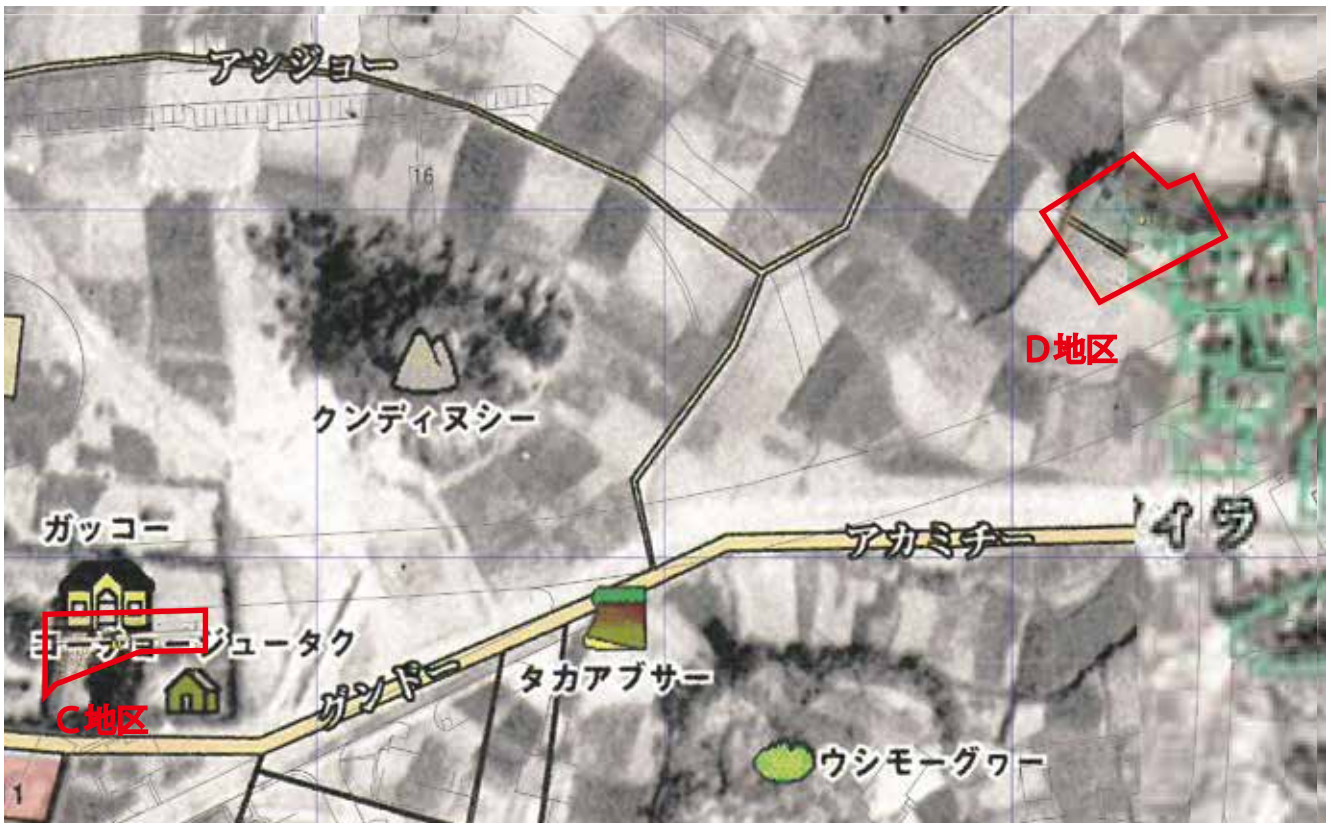 アシジョー
16
D地区
クンディヌシー
ガッコー
アカミチー
イラ
コーチョージュータク
タカアブサー
グンドー
C地区
ウシモーグヮー
1